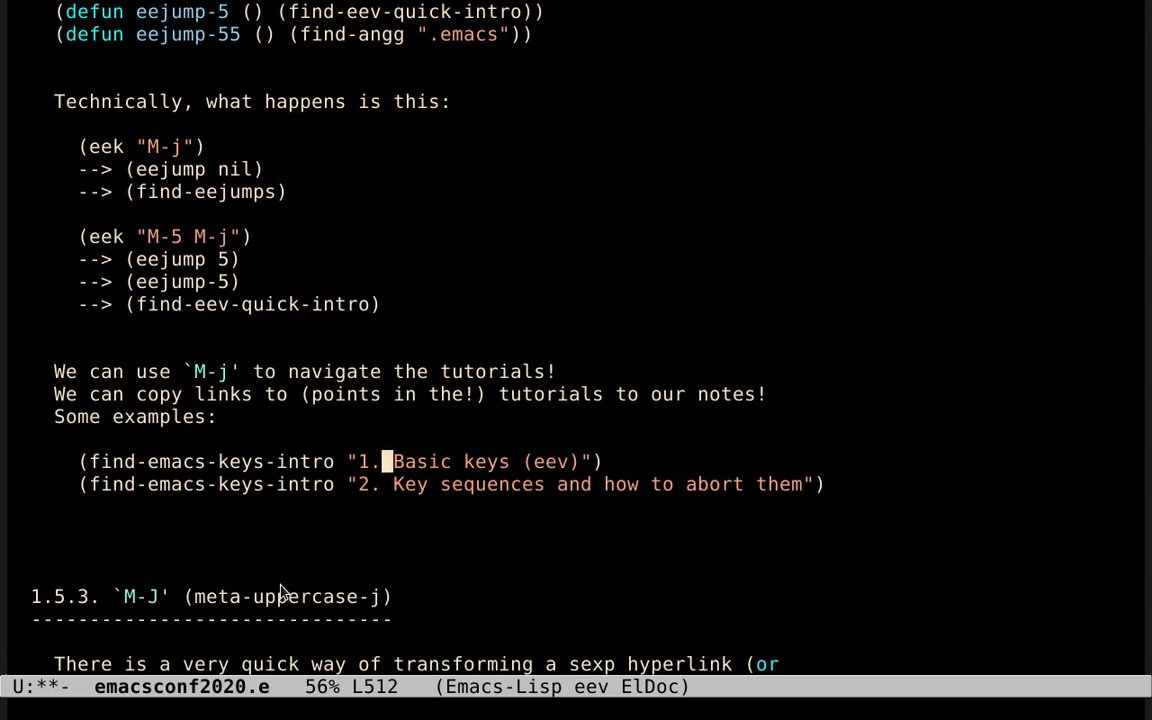 (defun eejump-5 () (find-eev-quick-intro))
(defun eejump-55 () (find-angg ".emacs"))
Technically, what happens is this:
(eek "M-j")
--> (eejump nil)
--> (find-eejumps)
(eek "M-5 M-j")
--> (eejump 5)
--> (eejump-5)
--> (find-eev-quick-intro)
We can use `M-j' to navigate the tutorials!
We can copy links to (points in the!) tutorials to our notes!
Some examples:
(find-emacs-keys-intro "1. Basic keys (eev)")
(find-emacs-keys-intro "2. Key sequences and how to abort them")
1.5.3. `M-J' (meta-uppercase-j)
-------------------------------
There is a very quick way of transforming a sexp hyperlink (or
U:**-  emacsconf2020.e   56% L512   (Emacs-Lisp eev ElDoc)